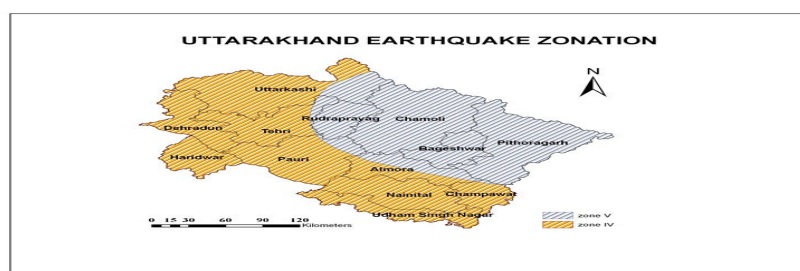 UTTARAKHAND EARTHQUAKE ZONATION
N
Uttarkashi
Rudraprayag
Chamoli
Dehradun
Tehri
Bageshwar
Pithoragarh
Haridwar
Pauri
Almora
Nainital
Champawat
Udham Singh Nagar
0 15 30 60 90 120
Kilometers
zone V
zone IV